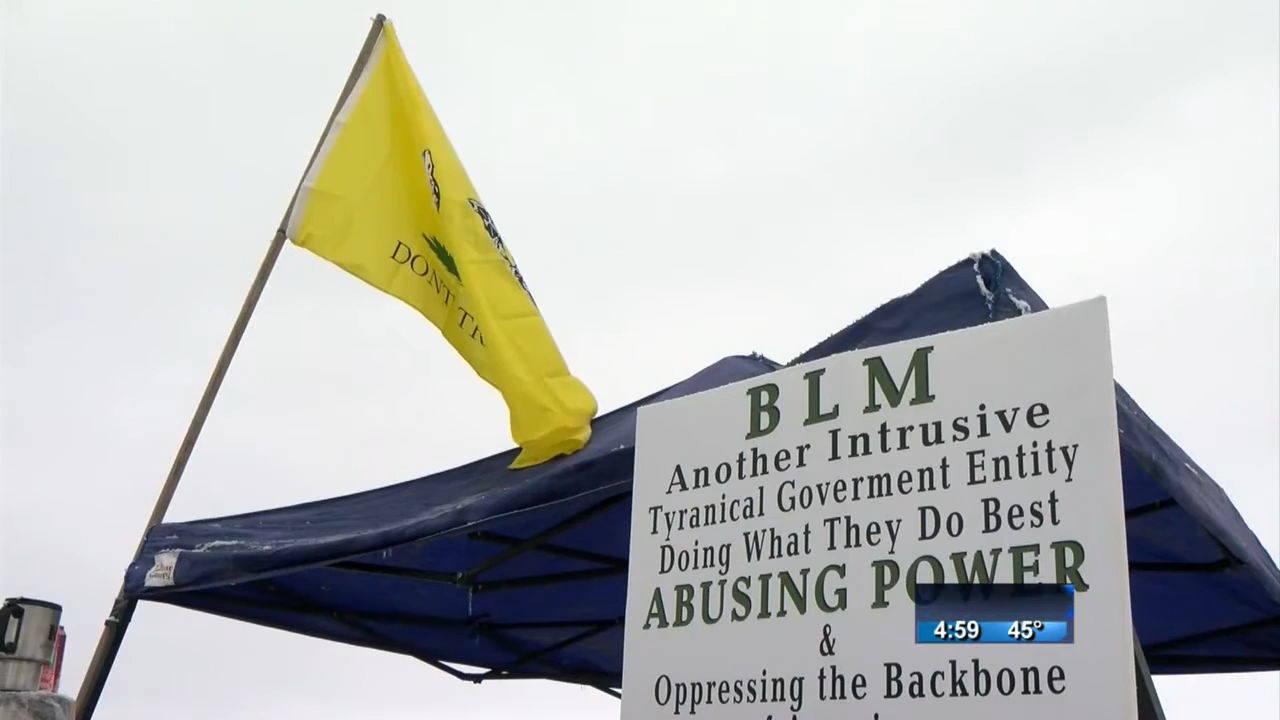 DONT TR
BLM
Another Intrusive
Tyranical Goverment Entity
Doing What They Do Best
ABUSING POWER
&
Oppressing the Backbone
4:59 45°